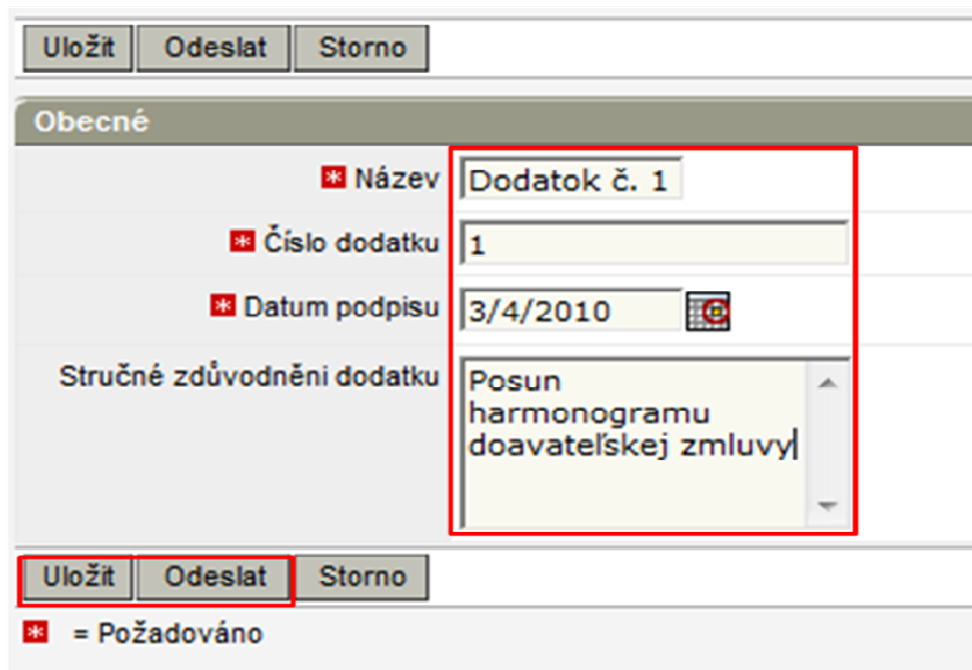 Uložit Odeslat Storno
Obecné
* Název Dodatok č. 1
* Číslo dodatku 1
* Datum podpisu 3/4/2010
Stručné zdůvodněni dodatku Posun
harmonogramu
doavateľskej zmluvy
Uložit Odeslat Storno
* = Požadováno